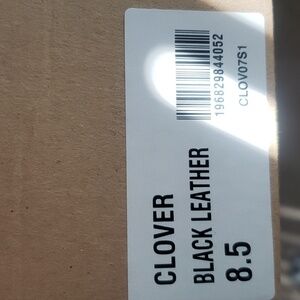 CLOVER
BLACK LEATHER
8.5
196829844052
CLOV07S1